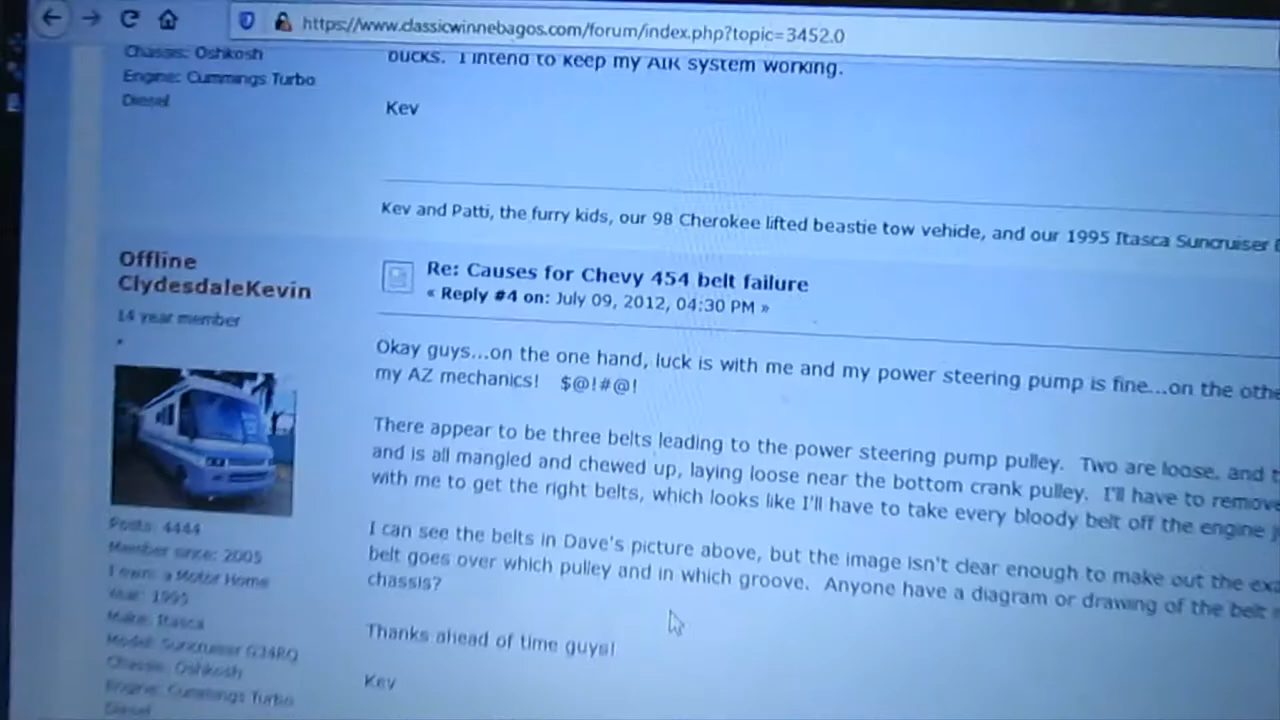 https://www.classicwinnebagos.com/forum/index.php?topic=3452.0
Chassis: Oshkosh
Engine: Cummings Turbo
Diesel
bucks. I intend to keep my AIR system working.
Kev
Kev and Patti, the furry kids, our 98 Cherokee lifted beastie tow vehicle, and our 1995 Itasca Suncruiser
Offline
ClydesdaleKevin
14 year member
Posts: 4444
Member since: 2005
I own: a Motor Home
Year: 1995
Make: Itasca
Model: Suncruiser G34RQ
Chassis: Oshkosh
Engine: Cummings Turbo
Diesel
Re: Causes for Chevy 454 belt failure
« Reply #4 on: July 09, 2012, 04:30 PM »
Okay guys...on the one hand, luck is with me and my power steering pump is fine...on the othe
my AZ mechanics! $@!#@!
There appear to be three belts leading to the power steering pump pulley. Two are loose, and t
and is all mangled and chewed up, laying loose near the bottom crank pulley. I'll have to remove
with me to get the right belts, which looks like I'll have to take every bloody belt off the engine j
I can see the belts in Dave's picture above, but the image isn't clear enough to make out the exa
belt goes over which pulley and in which groove. Anyone have a diagram or drawing of the belt
chassis?
Thanks ahead of time guys!
Kev